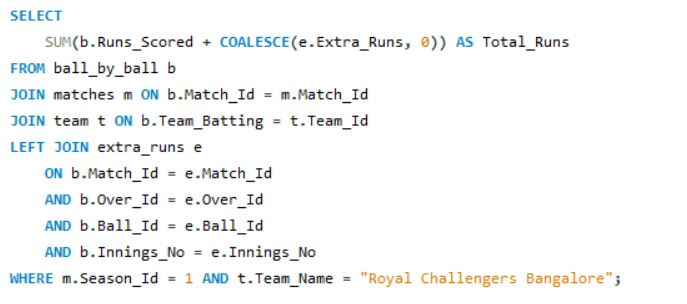 SELECT
    SUM(b.Runs_Scored + COALESCE(e.Extra_Runs, 0)) AS Total_Runs
FROM ball_by_ball b
JOIN matches m ON b.Match_Id = m.Match_Id
JOIN team t ON b.Team_Batting = t.Team_Id
LEFT JOIN extra_runs e
    ON b.Match_Id = e.Match_Id
    AND b.Over_Id = e.Over_Id
    AND b.Ball_Id = e.Ball_Id
    AND b.Innings_No = e.Innings_No
WHERE m.Season_Id = 1 AND t.Team_Name = "Royal Challengers Bangalore";